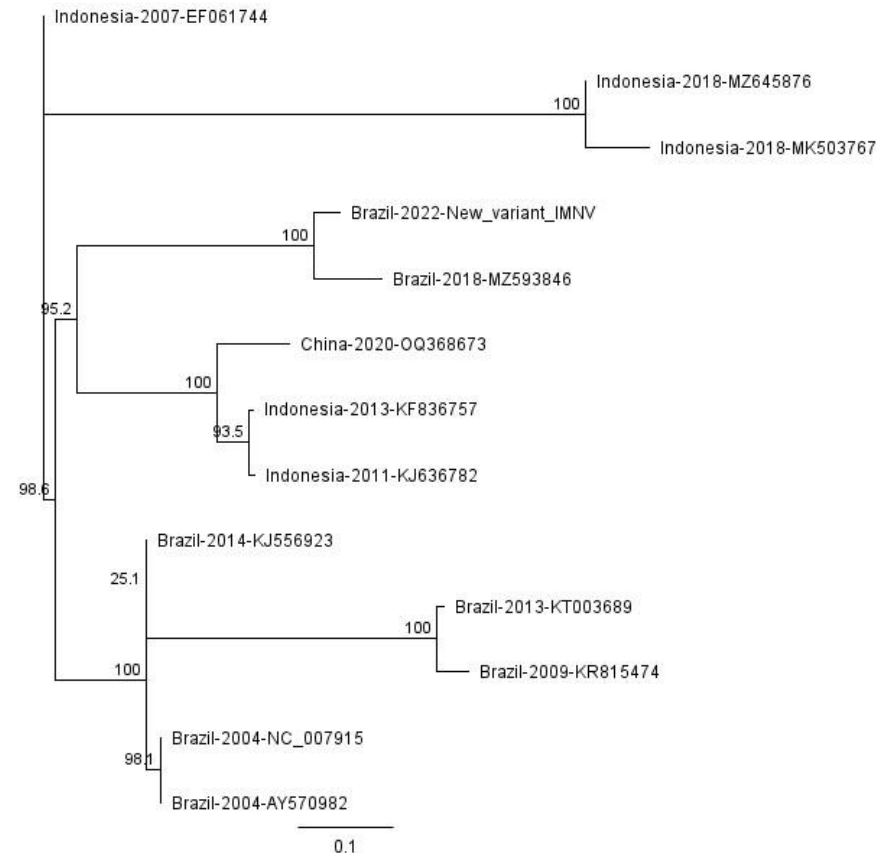 Indonesia-2007-EF061744
Indonesia-2018-MZ645876
100
Indonesia-2018-MK503767
Brazil-2022-New_variant_IMNV
100
Brazil-2018-MZ593846
95.2
China-2020-OQ368673
100
Indonesia-2013-KF836757
93.5
Indonesia-2011-KJ636782
98.6
Brazil-2014-KJ556923
25.1
Brazil-2013-KT003689
100
Brazil-2009-KR815474
100
Brazil-2004-NC_007915
98.1
Brazil-2004-AY570982
0.1